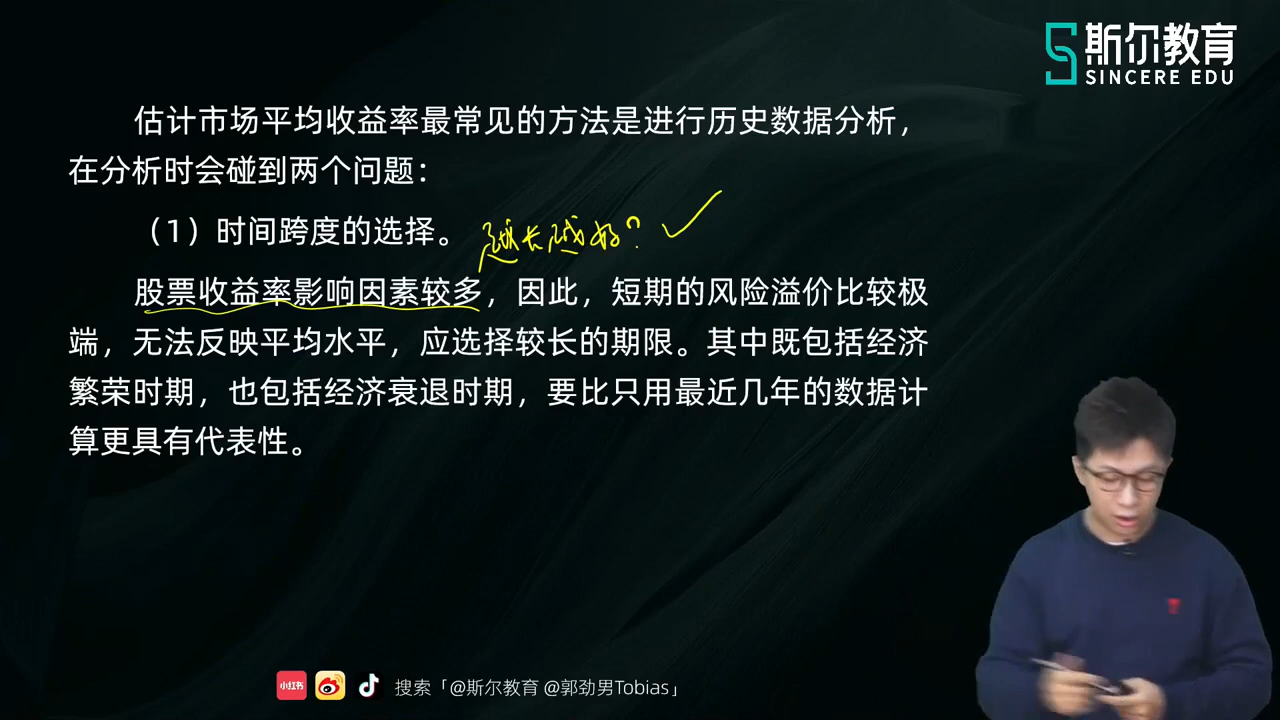 斯尔教育
SINCERE EDU
估计市场平均收益率最常见的方法是进行历史数据分析，
在分析时会碰到两个问题：
（1）时间跨度的选择。 越长越好？
股票收益率影响因素较多，因此，短期的风险溢价比较极
端，无法反映平均水平，应选择较长的期限。其中既包括经济
繁荣时期，也包括经济衰退时期，要比只用最近几年的数据计
算更具有代表性。
小红书 搜索「@斯尔教育 @郭劲男Tobias」